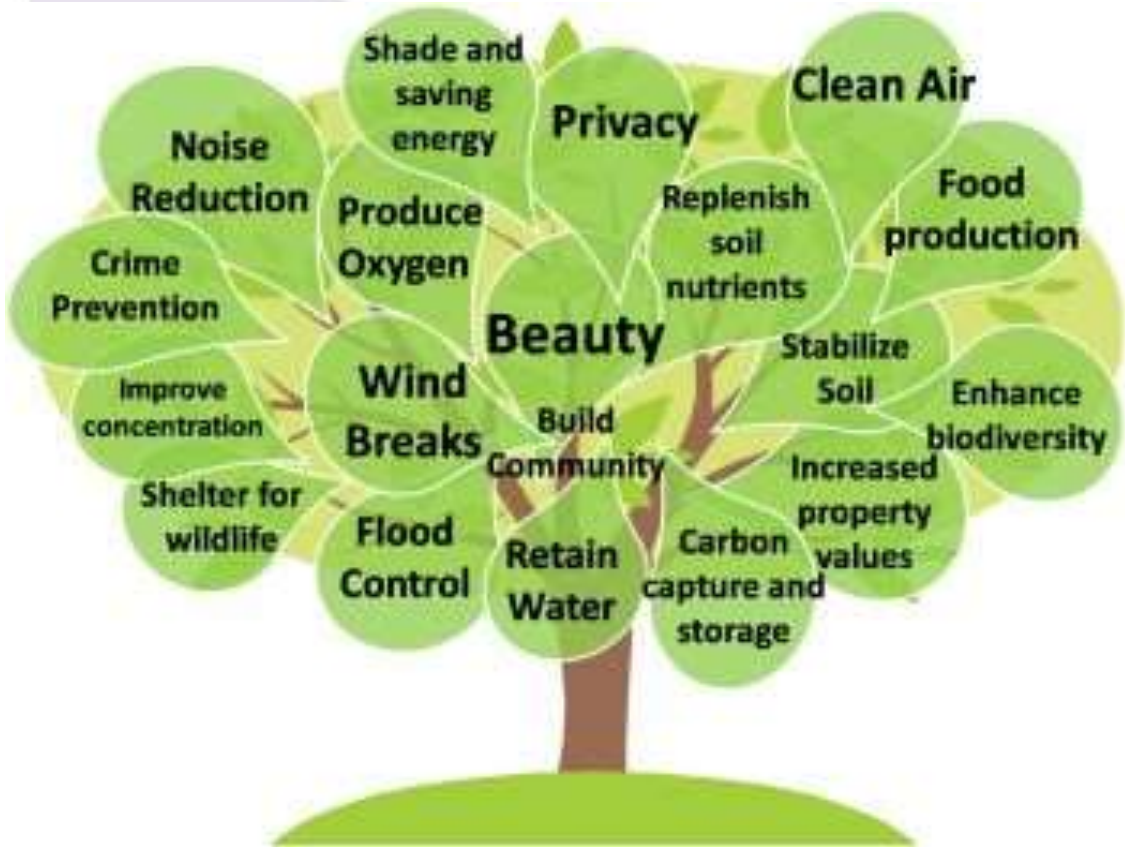 Shade and
saving
energy
Privacy
Clean Air
Noise
Reduction
Produce
Oxygen
Replenish
soil
nutrients
Food
production
Crime
Prevention
Beauty
Stabilize
Soil
Improve
concentration
Wind
Breaks
Build
Community
Enhance
biodiversity
Shelter for
wildlife
Flood
Control
Retain
Water
Carbon
capture and
storage
Increased
property
values